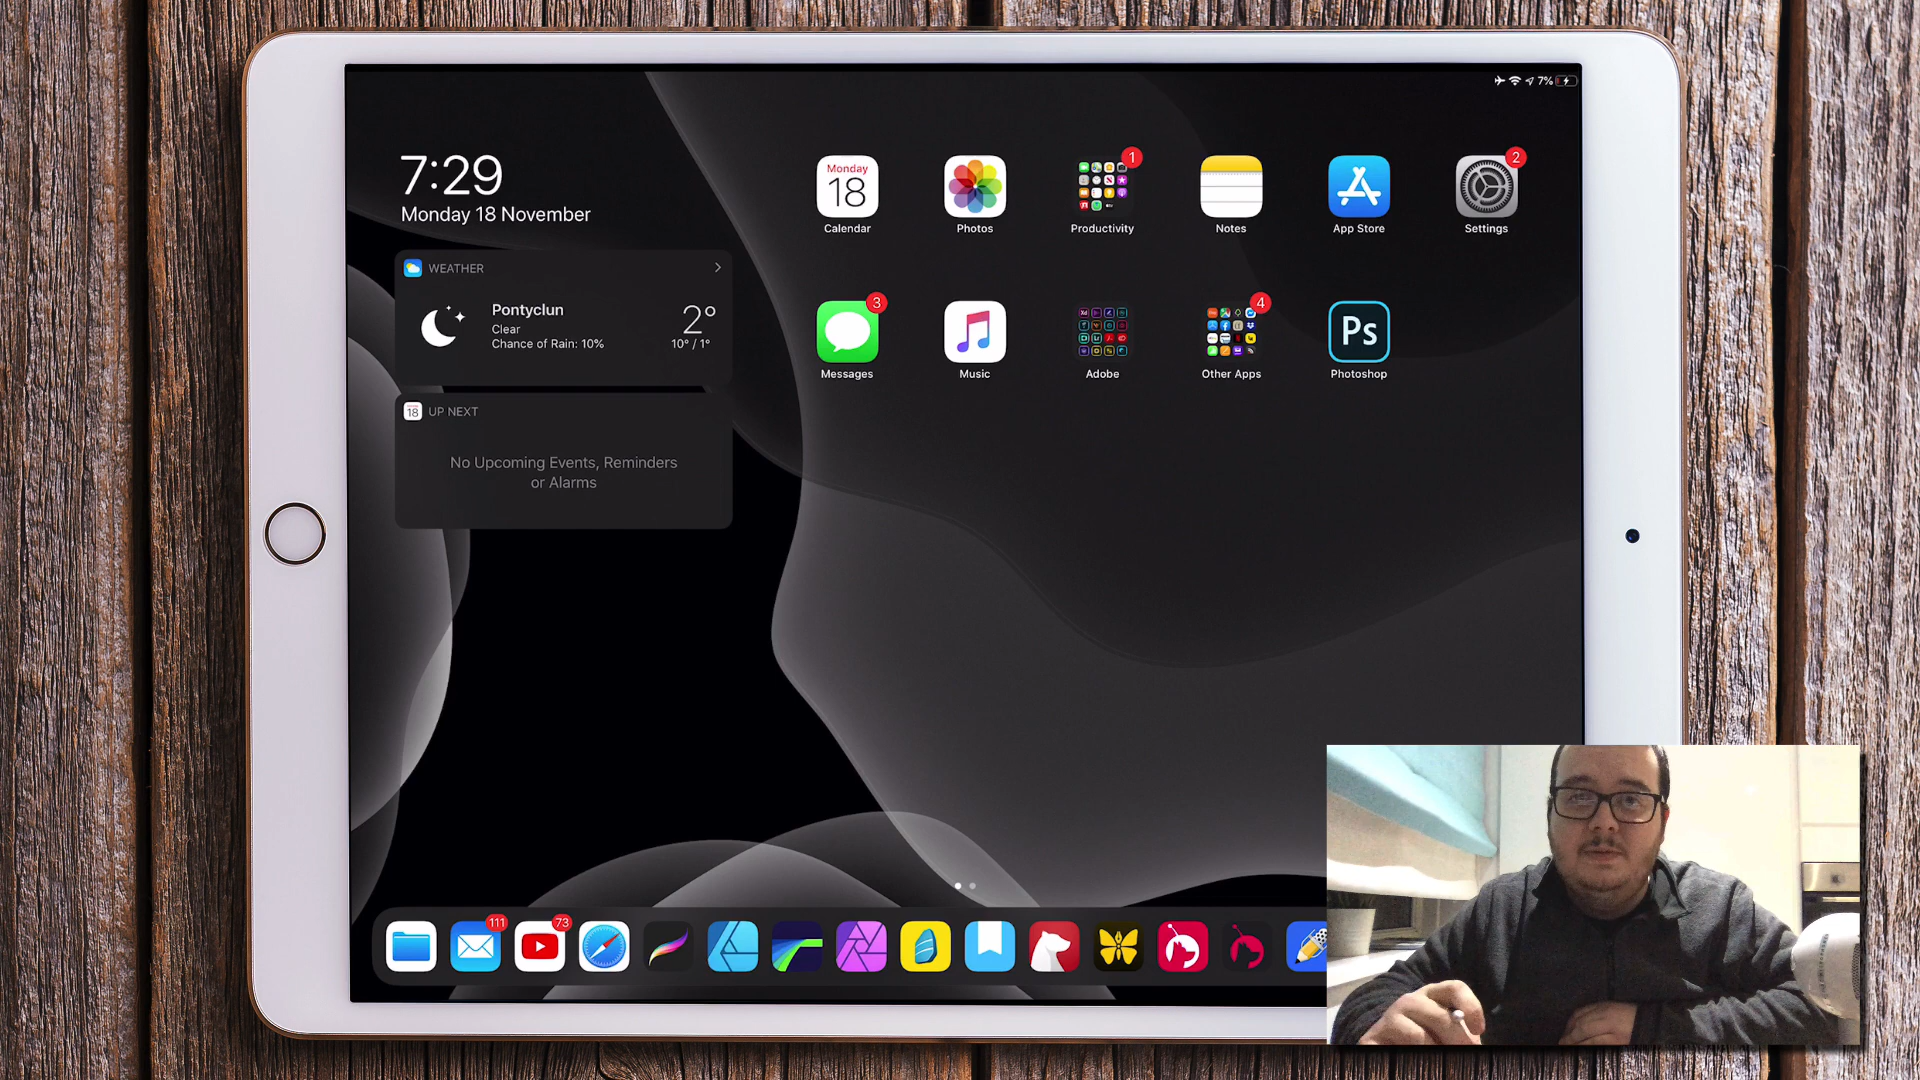 7%
7:29
Monday 18 November
WEATHER
Pontyclun
Clear
Chance of Rain: 10%
2°
10° / 1°
18
UP NEXT
No Upcoming Events, Reminders
or Alarms
Monday
18
Calendar
Photos
1
Productivity
Notes
App Store
2
Settings
3
Messages
Music
Adobe
4
Other Apps
Ps
Photoshop
111
73